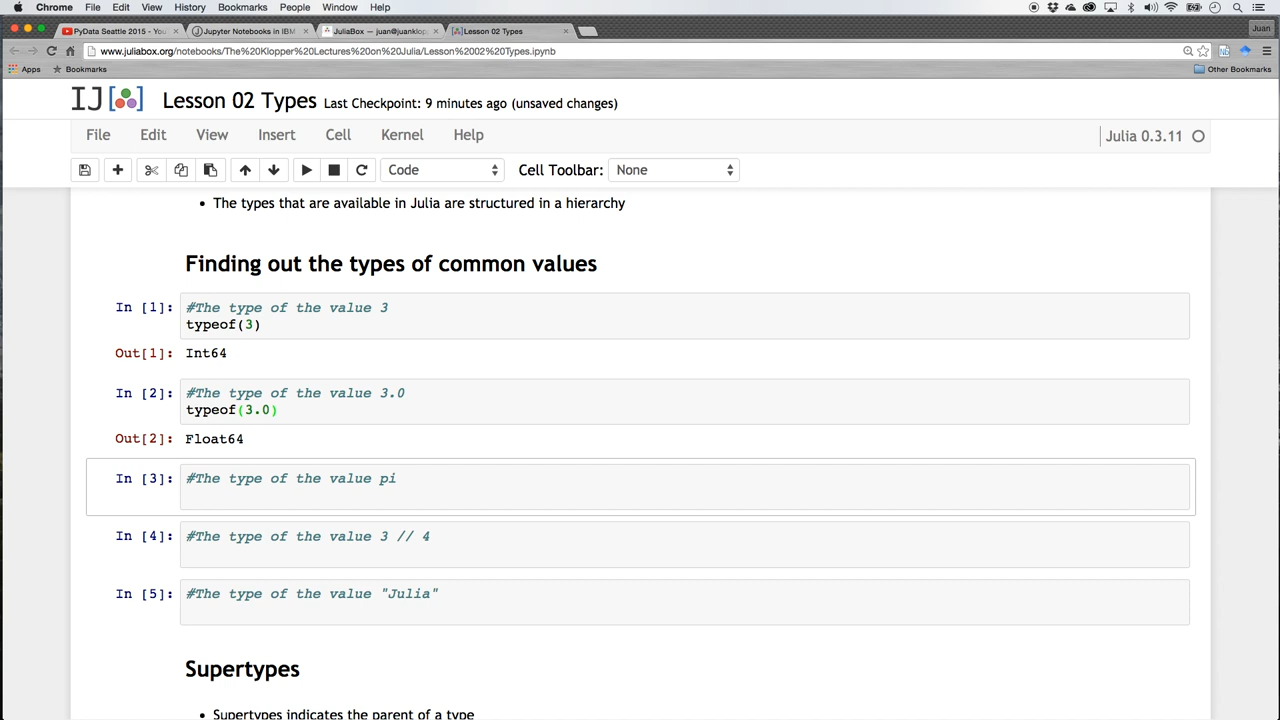 Chrome File Edit View History Bookmarks People Window Help
PyData Seattle 2015 - You
Jupyter Notebooks in IBM
JuliaBox — juan@juanklop
Lesson 02 Types
Juan
www.juliabox.org/notebooks/The%20Klopper%20Lectures%20on%20Julia/Lesson%2002%20Types.ipynb
Apps Bookmarks Other Bookmarks
IJ[ ] Lesson 02 Types Last Checkpoint: 9 minutes ago (unsaved changes)
File Edit View Insert Cell Kernel Help Julia 0.3.11
Code Cell Toolbar: None
• The types that are available in Julia are structured in a hierarchy
Finding out the types of common values
In [1]: #The type of the value 3
typeof(3)
Out[1]: Int64
In [2]: #The type of the value 3.0
typeof(3.0)
Out[2]: Float64
In [3]: #The type of the value pi
In [4]: #The type of the value 3 // 4
In [5]: #The type of the value "Julia"
Supertypes
• Supertypes indicates the parent of a type